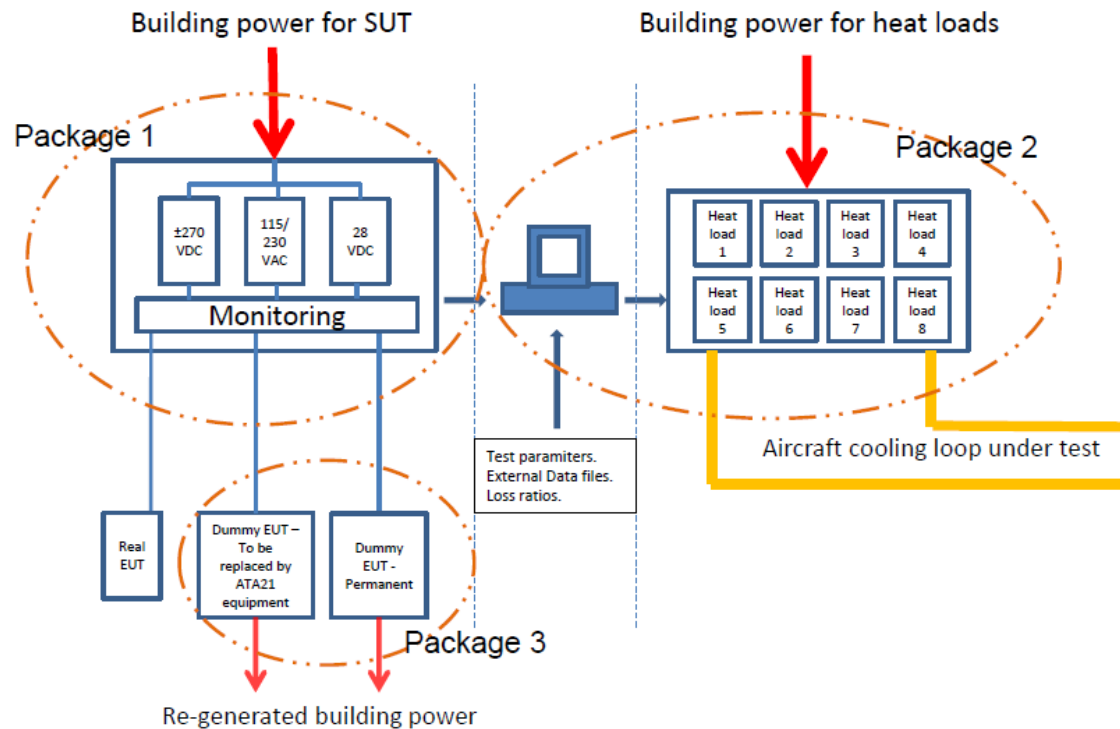 Building power for SUT
Building power for heat loads
Package 1
Package 2
±270
VDC
115/
230
VAC
28
VDC
Monitoring
Heat
load
1
Heat
load
2
Heat
load
3
Heat
load
4
Heat
load
5
Heat
load
6
Heat
load
7
Heat
load
8
Aircraft cooling loop under test
Test paramiters.
External Data files.
Loss ratios.
Real
EUT
Dummy EUT –
To be
replaced by
ATA21
equipment
Dummy
EUT -
Permanent
Package 3
Re-generated building power